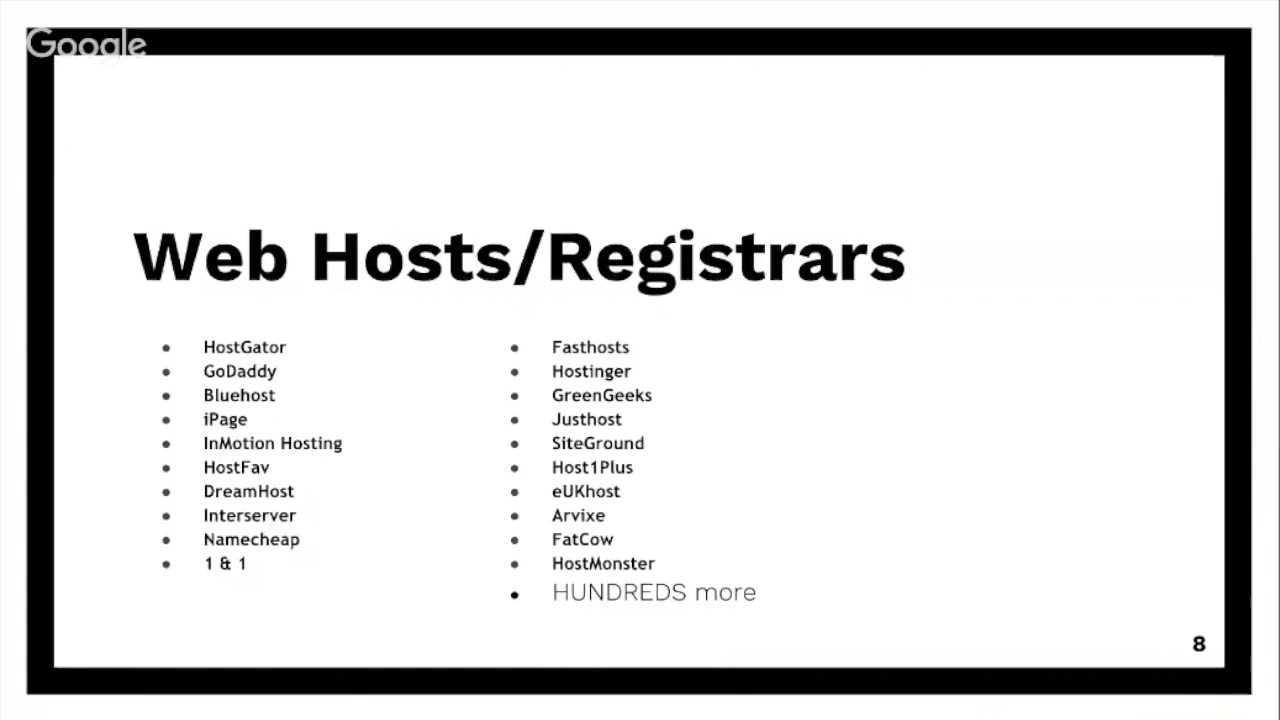 Google
Web Hosts/Registrars
HostGator
GoDaddy
Bluehost
iPage
InMotion Hosting
HostFav
DreamHost
Interserver
Namecheap
1 & 1
Fasthosts
Hostinger
GreenGeeks
Justhost
SiteGround
Host1Plus
eUKhost
Arvixe
FatCow
HostMonster
HUNDREDS more
8